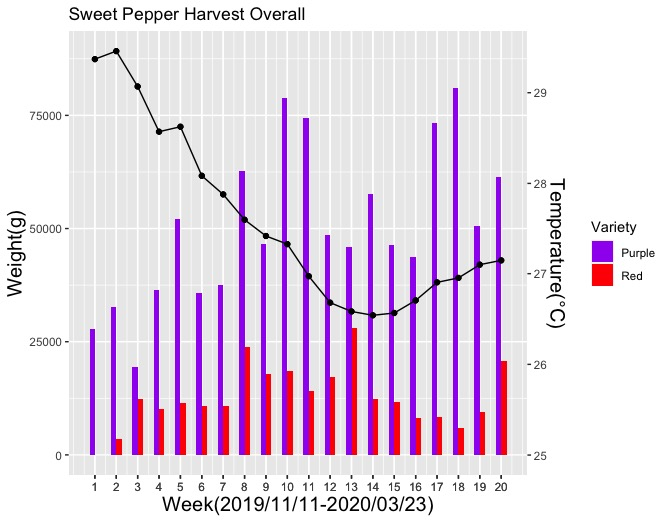 Sweet Pepper Harvest Overall
Weight(g)
75000
50000
25000
0
29
28
27
26
25
Temperature(°C)
1 2 3 4 5 6 7 8 9 10 11 12 13 14 15 16 17 18 19 20
Week(2019/11/11-2020/03/23)
Variety
Purple
Red